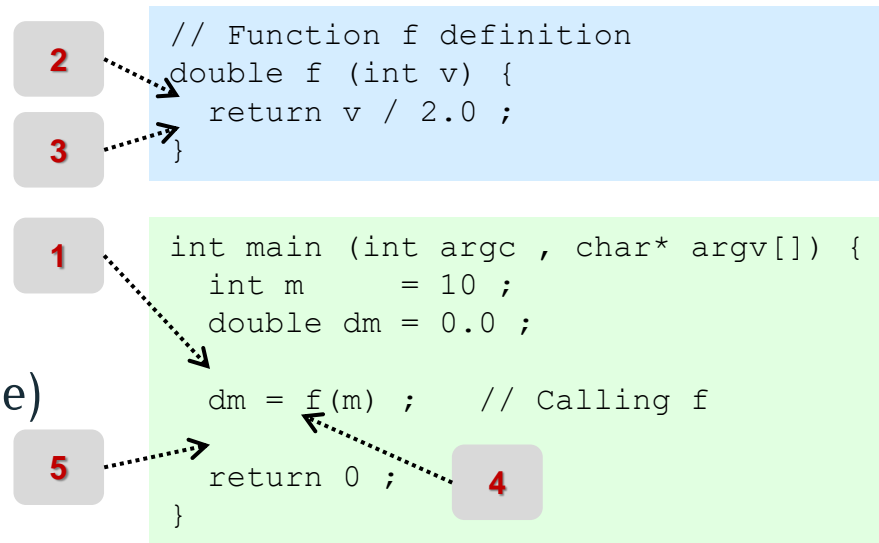 2
// Function f definition
double f (int v) {
return v / 2.0 ;
3
}
1
int main (int argc , char* argv[]) {
int m     = 10 ;
double dm = 0.0 ;
e)
dm = f(m) ;   // Calling f
5
return 0 ;
4
}